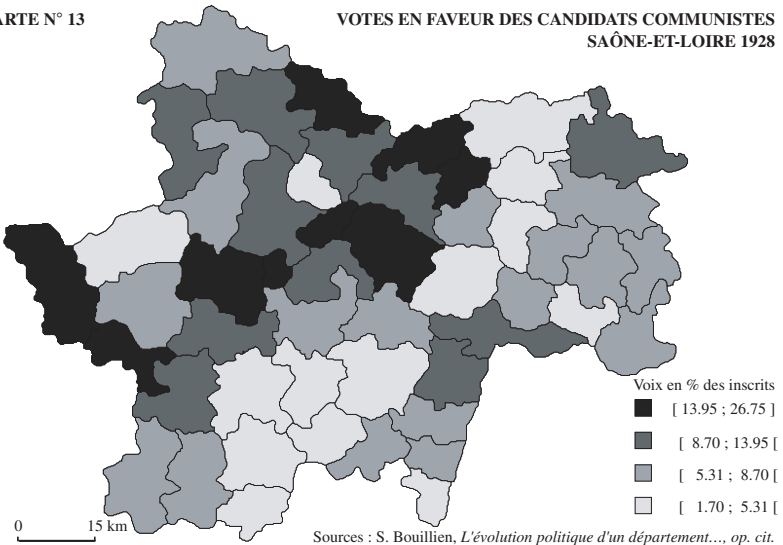 ARTE N° 13
VOTES EN FAVEUR DES CANDIDATS COMMUNISTES
SAÔNE-ET-LOIRE 1928
Voix en % des inscrits
[ 13.95 ; 26.75 ]
[ 8.70 ; 13.95 [
[ 5.31 ; 8.70 [
[ 1.70 ; 5.31 [
0 15 km
Sources : S. Bouillien, L'évolution politique d'un département..., op. cit.